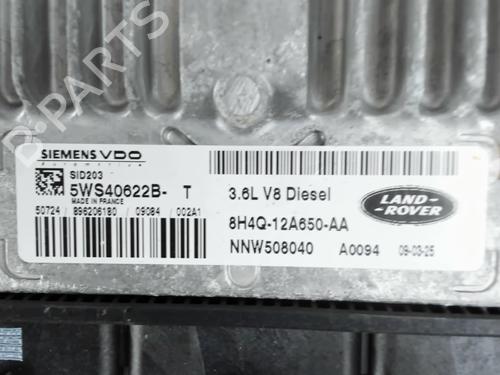 B-PARTS
SIEMENS VDO
Automotive
SID203
5WS40622B- T
MADE IN FRANCE
50724 / 896206180 / 09084 / 002A1
3.6L V8 Diesel
8H4Q-12A650-AA
NNW508040 A0094 09-03-25
LAND-
ROVER